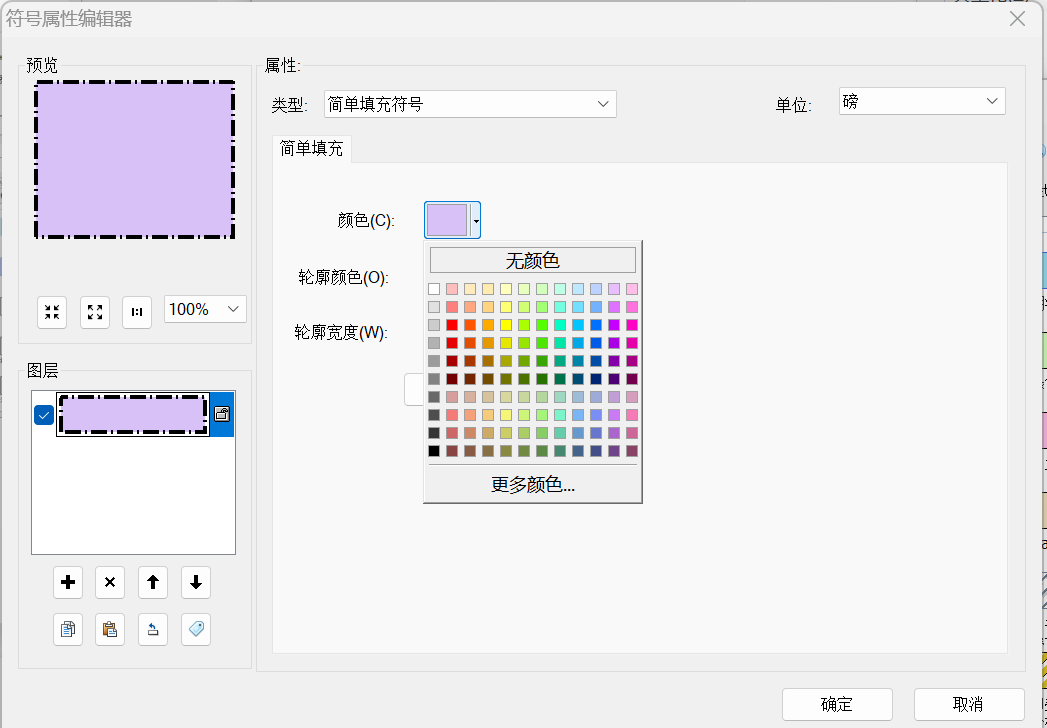 符号属性编辑器
预览
100%
图层
属性:
类型:
简单填充符号
单位:
磅
简单填充
颜色(C):
轮廓颜色(O):
轮廓宽度(W):
无颜色
更多颜色...
确定
取消